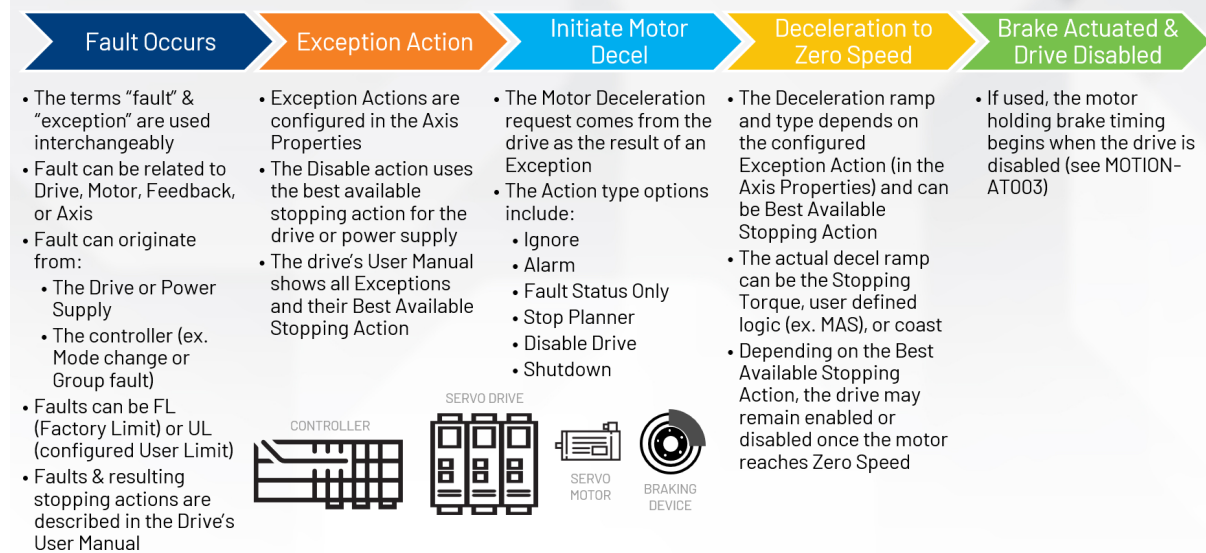 Fault Occurs
Exception Action
Initiate Motor
Decel
Deceleration to
Zero Speed
Brake Actuated &
Drive Disabled
• The terms “fault” &
“exception” are used
interchangeably
• Fault can be related to
Drive, Motor, Feedback,
or Axis
• Fault can originate
from:
• The Drive or Power
Supply
• The controller (ex.
Mode change or
Group fault)
• Faults can be FL
(Factory Limit) or UL
(configured User Limit)
• Faults & resulting
stopping actions are
described in the Drive’s
User Manual
• Exception Actions are
configured in the Axis
Properties
• The Disable action uses
the best available
stopping action for the
drive or power supply
• The drive’s User Manual
shows all Exceptions
and their Best Available
Stopping Action
• The Motor Deceleration
request comes from the
drive as the result of an
Exception
• The Action type options
include:
• Ignore
• Alarm
• Fault Status Only
• Stop Planner
• Disable Drive
• Shutdown
• The Deceleration ramp
and type depends on
the configured
Exception Action (in the
Axis Properties) and can
be Best Available
Stopping Action
• The actual decel ramp
can be the Stopping
Torque, user defined
logic (ex. MAS), or coast
• Depending on the Best
Available Stopping
Action, the drive may
remain enabled or
disabled once the motor
reaches Zero Speed
• If used, the motor
holding brake timing
begins when the drive is
disabled (see MOTION-
AT003)
CONTROLLER
SERVO DRIVE
SERVO
MOTOR
BRAKING
DEVICE